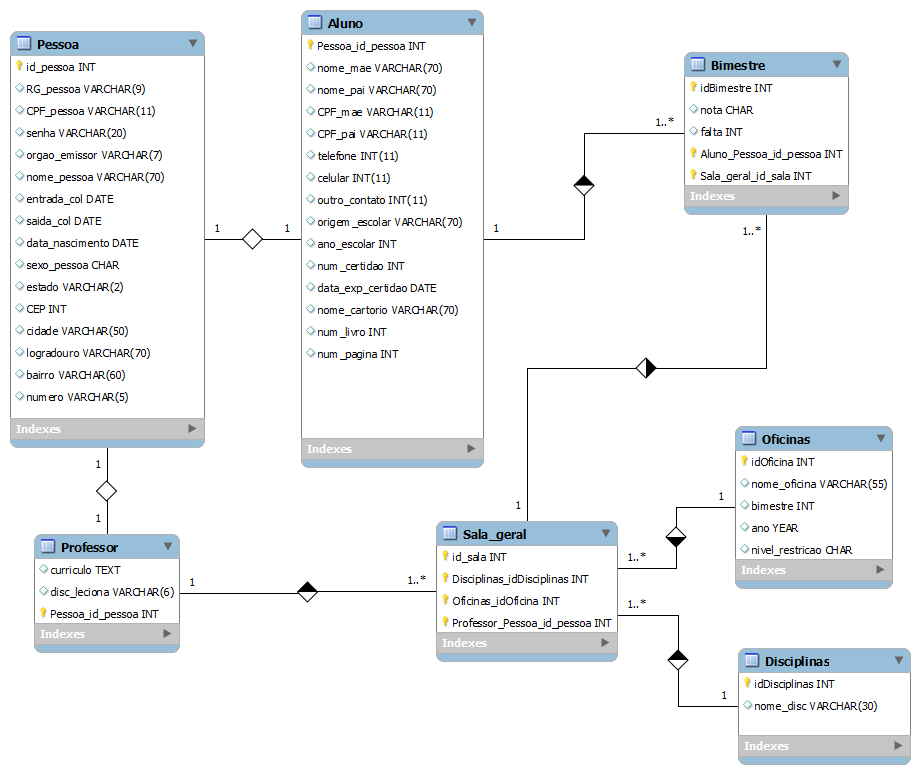 Pessoa
id_pessoa INT
RG_pessoa VARCHAR(9)
CPF_pessoa VARCHAR(11)
senha VARCHAR(20)
orgao_emissor VARCHAR(7)
nome_pessoa VARCHAR(70)
entrada_col DATE
saida_col DATE
data_nascimento DATE
sexo_pessoa CHAR
estado VARCHAR(2)
CEP INT
cidade VARCHAR(50)
logradouro VARCHAR(70)
bairro VARCHAR(60)
numero VARCHAR(5)
Indexes
1
1
Aluno
Pessoa_id_pessoa INT
nome_mae VARCHAR(70)
nome_pai VARCHAR(70)
CPF_mae VARCHAR(11)
CPF_pai VARCHAR(11)
telefone INT(11)
celular INT(11)
outro_contato INT(11)
origem_escolar VARCHAR(70)
ano_escolar INT
num_certidao INT
data_exp_certidao DATE
nome_cartorio VARCHAR(70)
num_livro INT
num_pagina INT
Indexes
1
1..*
Bimestre
idBimestre INT
nota CHAR
falta INT
Aluno_Pessoa_id_pessoa INT
Sala_geral_id_sala INT
Indexes
1..*
1
1
1
Professor
curriculo TEXT
disc_leciona VARCHAR(6)
Pessoa_id_pessoa INT
Indexes
1
1..*
Sala_geral
id_sala INT
Disciplinas_idDisciplinas INT
Oficinas_idOficina INT
Professor_Pessoa_id_pessoa INT
Indexes
1..*
1
Oficinas
idOficina INT
nome_oficina VARCHAR(55)
bimestre INT
ano YEAR
nivel_restricao CHAR
Indexes
1..*
1
Disciplinas
idDisciplinas INT
nome_disc VARCHAR(30)
Indexes